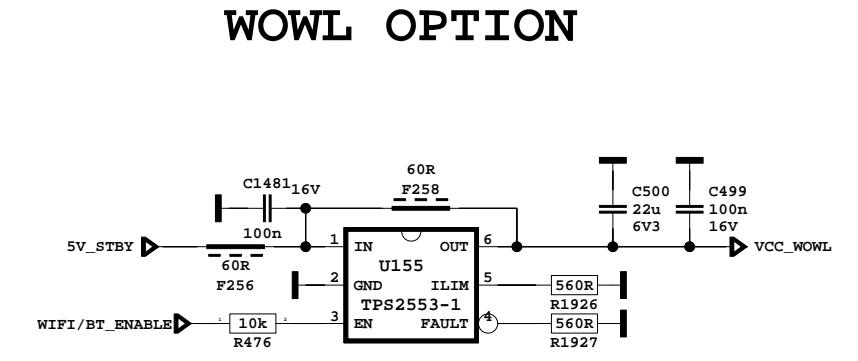 WOWL OPTION
60R
F258
C1481
16V
100n
C500
22u
6V3
C499
100n
16V
5V_STBY
60R
F256
1
IN
OUT
6
VCC_WOWL
U155
2
GND
ILIM
5
560R
R1926
TPS2553-1
WIFI/BT_ENABLE
1
10k
2
R476
3
EN
FAULT
4
560R
R1927